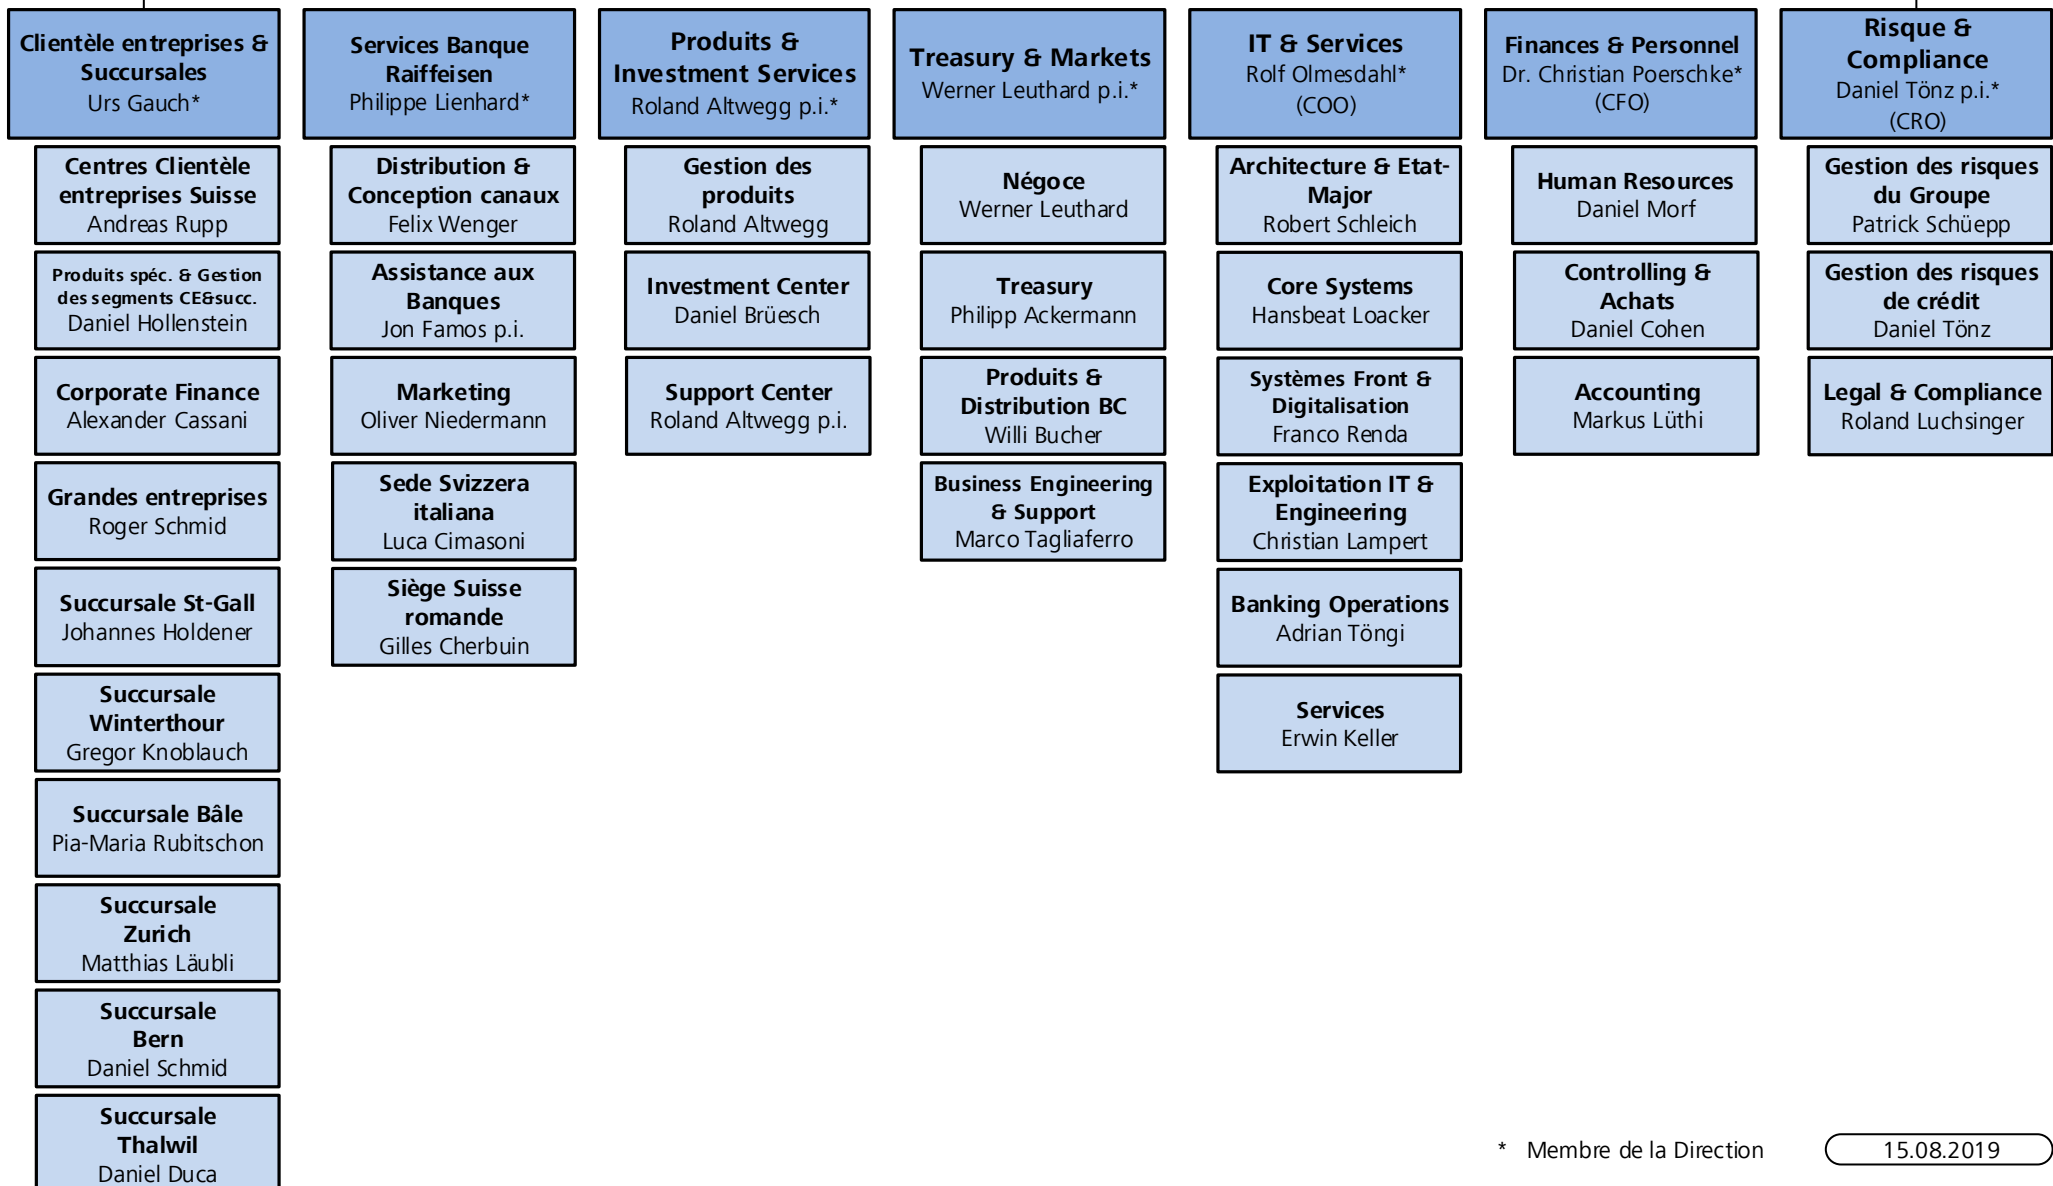 Clientèle entreprises &
Succursales
Urs Gauch*
Centres Clientèle
entreprises Suisse
Andreas Rupp
Produits spéc. & Gestion
des segments CE&succ.
Daniel Hollenstein
Corporate Finance
Alexander Cassani
Grandes entreprises
Roger Schmid
Succursale St-Gall
Johannes Holdener
Succursale
Winterthour
Gregor Knoblauch
Succursale Bâle
Pia-Maria Rubitschon
Succursale
Zurich
Matthias Läubli
Succursale
Bern
Daniel Schmid
Succursale
Thalwil
Daniel Duca
Services Banque
Raiffeisen
Philippe Lienhard*
Distribution &
Conception canaux
Felix Wenger
Assistance aux
Banques
Jon Famos p.i.
Marketing
Oliver Niedermann
Sede Svizzera
italiana
Luca Cimasoni
Siège Suisse
romande
Gilles Cherbuin
Produits &
Investment Services
Roland Altwegg p.i.*
Gestion des
produits
Roland Altwegg
Investment Center
Daniel Brüesch
Support Center
Roland Altwegg p.i.
Treasury & Markets
Werner Leuthard p.i.*
Négoce
Werner Leuthard
Treasury
Philipp Ackermann
Produits &
Distribution BC
Willi Bucher
Business Engineering
& Support
Marco Tagliaferro
IT & Services
Rolf Olmesdahl*
(COO)
Architecture & Etat-
Major
Robert Schleich
Core Systems
Hansbeat Loacker
Systèmes Front &
Digitalisation
Franco Renda
Exploitation IT &
Engineering
Christian Lampert
Banking Operations
Adrian Töngi
Services
Erwin Keller
Finances & Personnel
Dr. Christian Poerschke*
(CFO)
Human Resources
Daniel Morf
Controlling &
Achats
Daniel Cohen
Accounting
Markus Lüthi
Risque &
Compliance
Daniel Tönz p.i.*
(CRO)
Gestion des risques
du Groupe
Patrick Schüepp
Gestion des risques
de crédit
Daniel Tönz
Legal & Compliance
Roland Luchsinger
* Membre de la Direction
15.08.2019